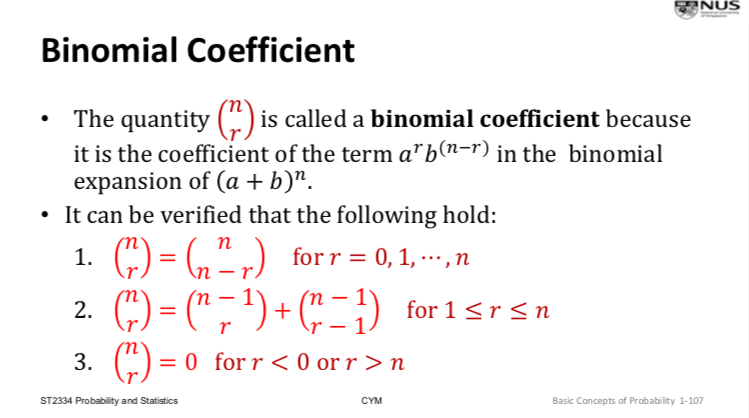 NUS
Binomial Coefficient
• The quantity $\binom{n}{r}$ is called a binomial coefficient because
it is the coefficient of the term $a^r b^{(n-r)}$ in the binomial
expansion of $(a + b)^n$.
• It can be verified that the following hold:
1. $\binom{n}{r} = \binom{n}{n-r}$ for $r = 0, 1, \cdots, n$
2. $\binom{n}{r} = \binom{n-1}{r} + \binom{n-1}{r-1}$ for $1 \le r \le n$
3. $\binom{n}{r} = 0$ for $r < 0$ or $r > n$
ST2334 Probability and Statistics CYM Basic Concepts of Probability 1-107